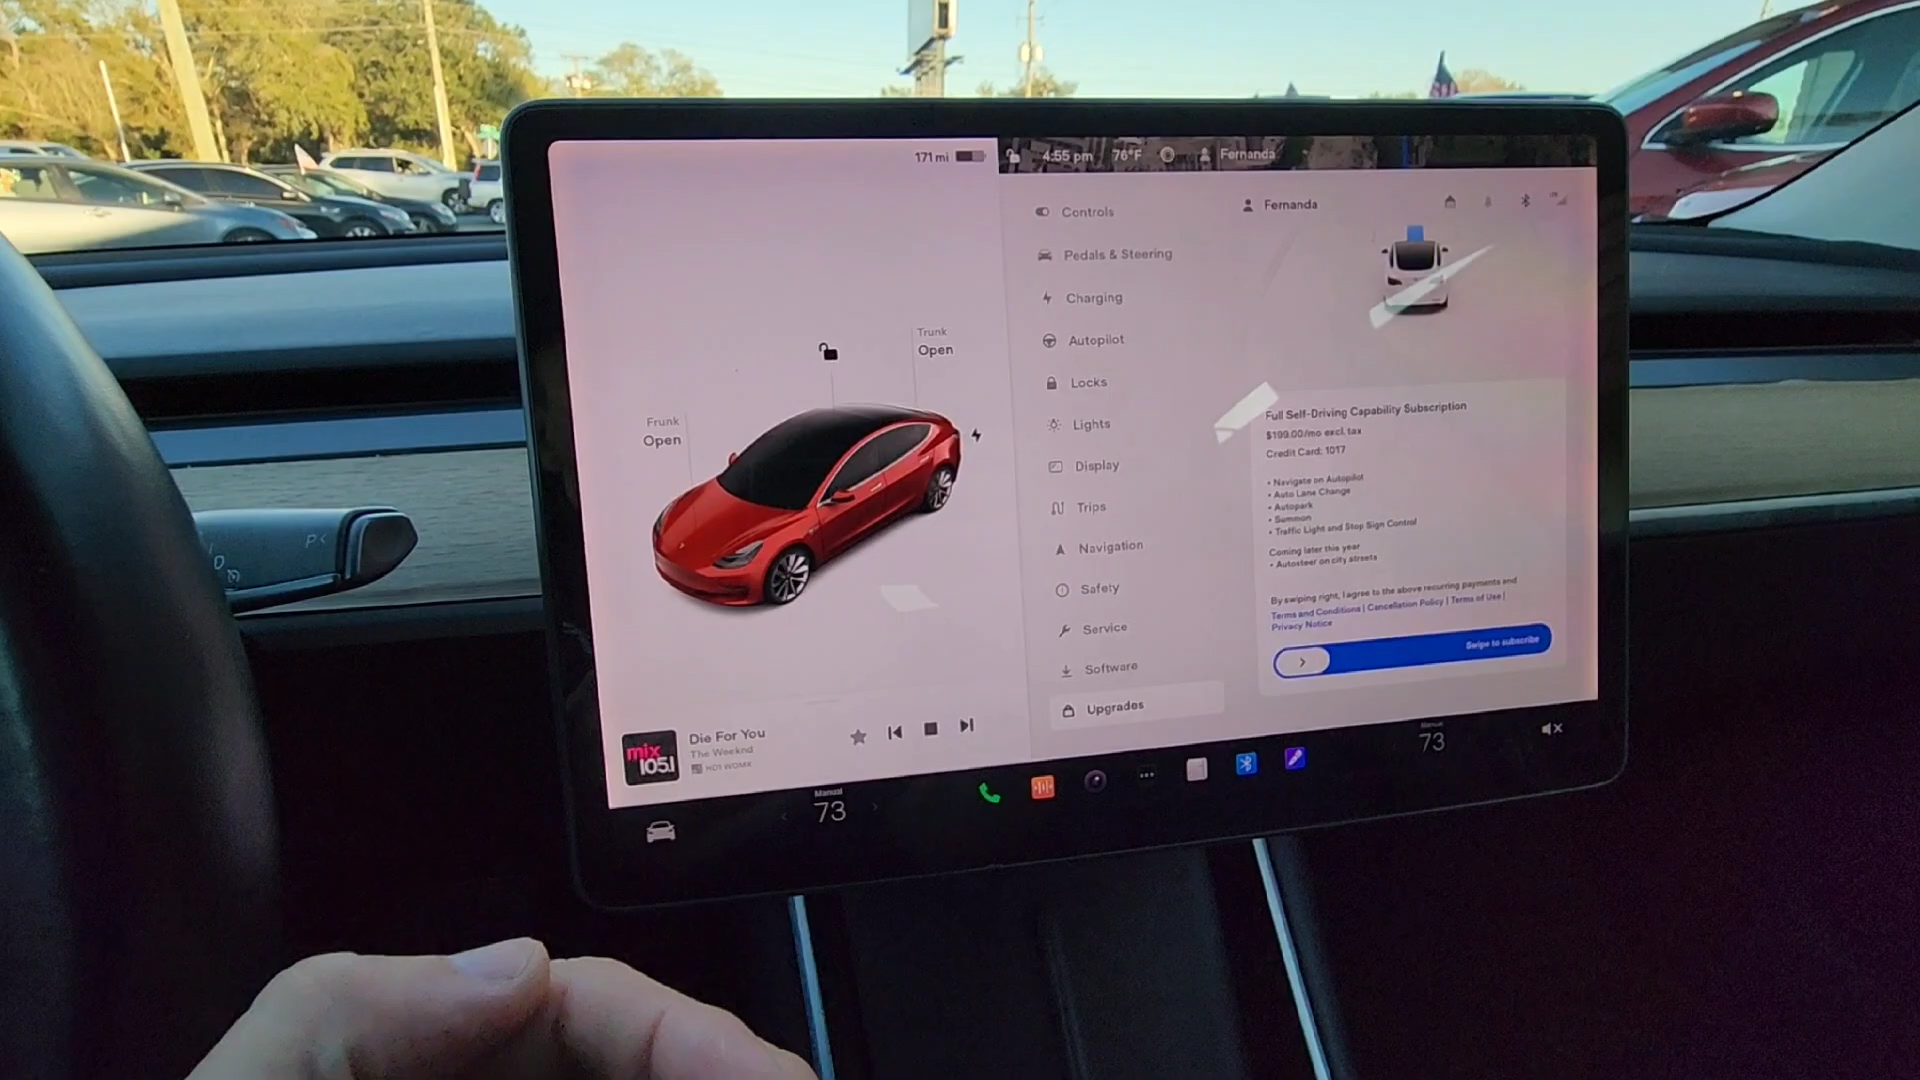 171 mi
4:55 pm 76°F Fernanda
Fernanda
Trunk
Open
Frunk
Open
Controls
Pedals & Steering
Charging
Autopilot
Locks
Lights
Display
Trips
Navigation
Safety
Service
Software
Upgrades
Full Self-Driving Capability Subscription
$199.00/mo excl. tax
Credit Card: 1017
• Navigate on Autopilot
• Auto Lane Change
• Autopark
• Summon
• Traffic Light and Stop Sign Control
Coming later this year
• Autosteer on city streets
By swiping right, I agree to the above recurring payments and
Terms and Conditions | Cancellation Policy | Terms of Use |
Privacy Notice
Swipe to subscribe
mix
105.1
Die For You
The Weeknd
HD1 WOMX
Manual
73
Manual
73
P
D